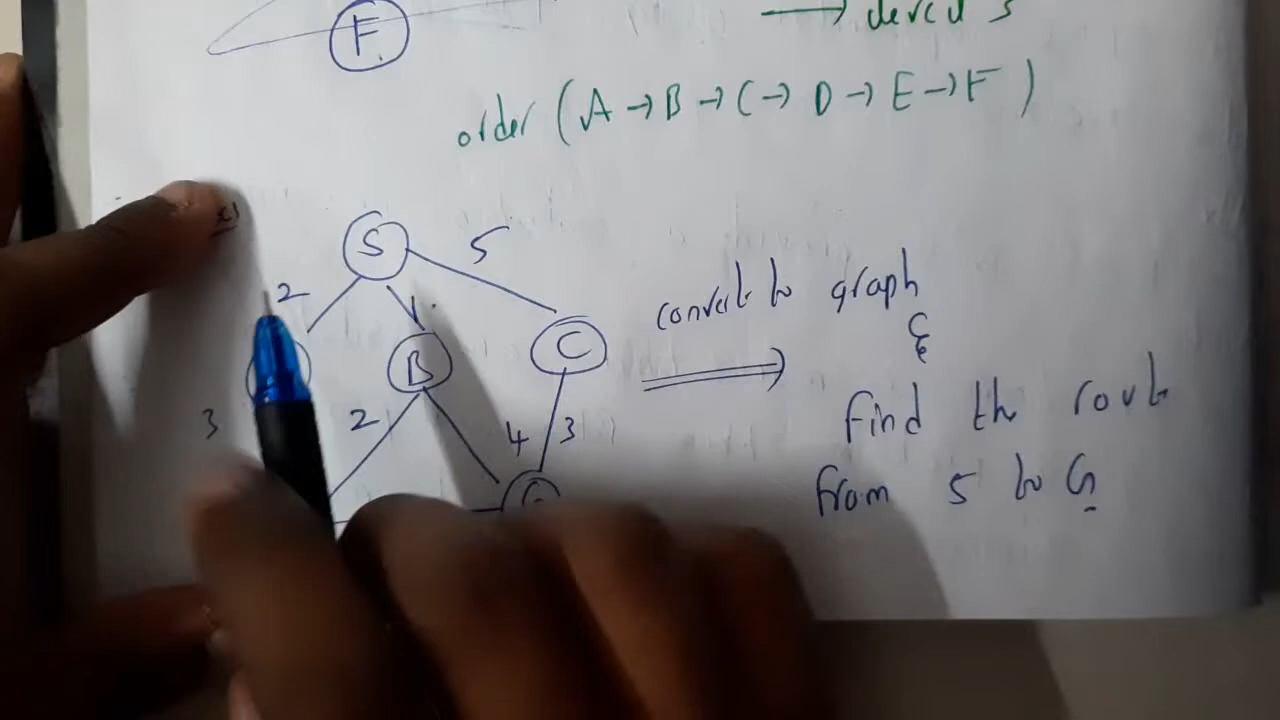 F
order (A → B → C → D → E → F)
S
5
2
1
B
C
convert to graph
&
3
2
4
3
find the route
from S to G